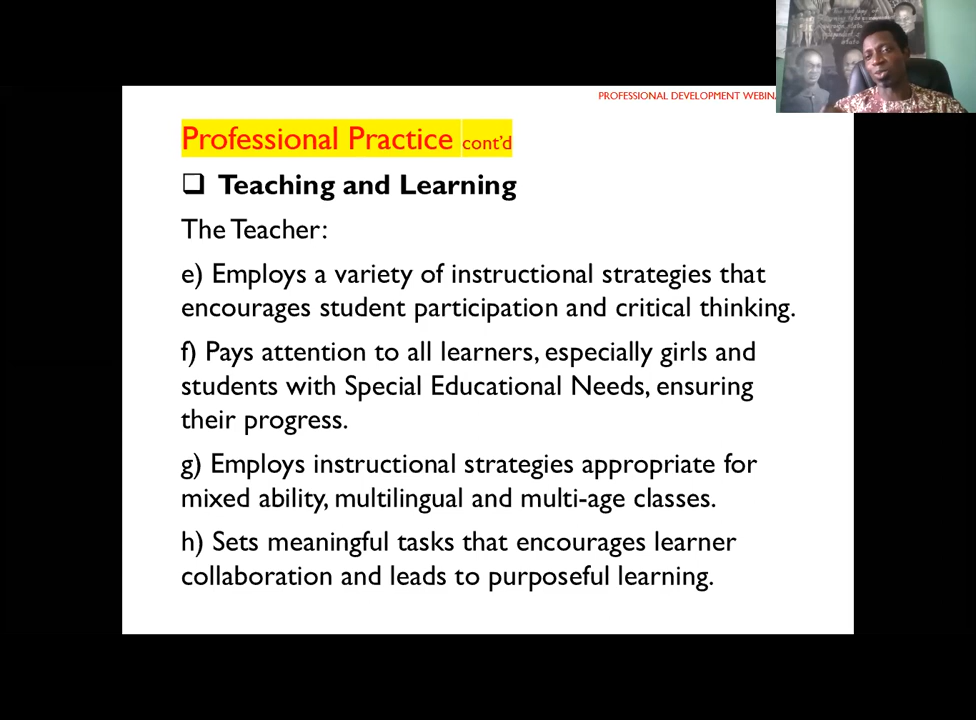 PROFESSIONAL DEVELOPMENT
Professional Practice cont'd
❑ Teaching and Learning
The Teacher:
e) Employs a variety of instructional strategies that
encourages student participation and critical thinking.
f) Pays attention to all learners, especially girls and
students with Special Educational Needs, ensuring
their progress.
g) Employs instructional strategies appropriate for
mixed ability, multilingual and multi-age classes.
h) Sets meaningful tasks that encourages learner
collaboration and leads to purposeful learning.